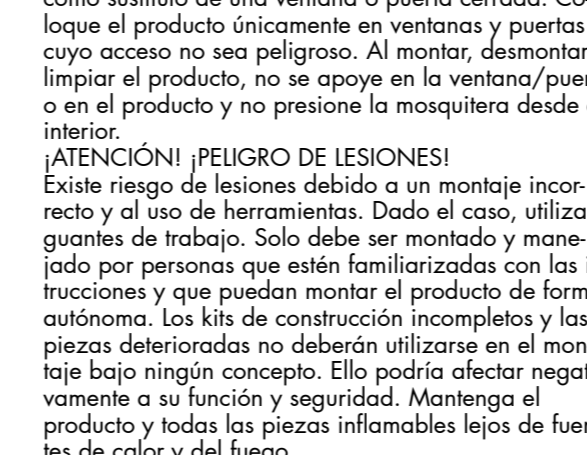 como sustituto de una ventana o puerta cerrada. Co-
loque el producto únicamente en ventanas y puertas
cuyo acceso no sea peligroso. Al montar, desmontar
limpiar el producto, no se apoye en la ventana/puer
o en el producto y no presione la mosquitera desde
interior.
¡ATENCIÓN! ¡PELIGRO DE LESIONES!
Existe riesgo de lesiones debido a un montaje incor-
recto y al uso de herramientas. Dado el caso, utiliza
guantes de trabajo. Solo debe ser montado y mane-
jado por personas que estén familiarizadas con las i
trucciones y que puedan montar el producto de form
autónoma. Los kits de construcción incompletos y las
piezas deterioradas no deberán utilizarse en el mon
taje bajo ningún concepto. Ello podría afectar negat
vamente a su función y seguridad. Mantenga el
producto y todas las piezas inflamables lejos de fuer
tes de calor y del fuego.